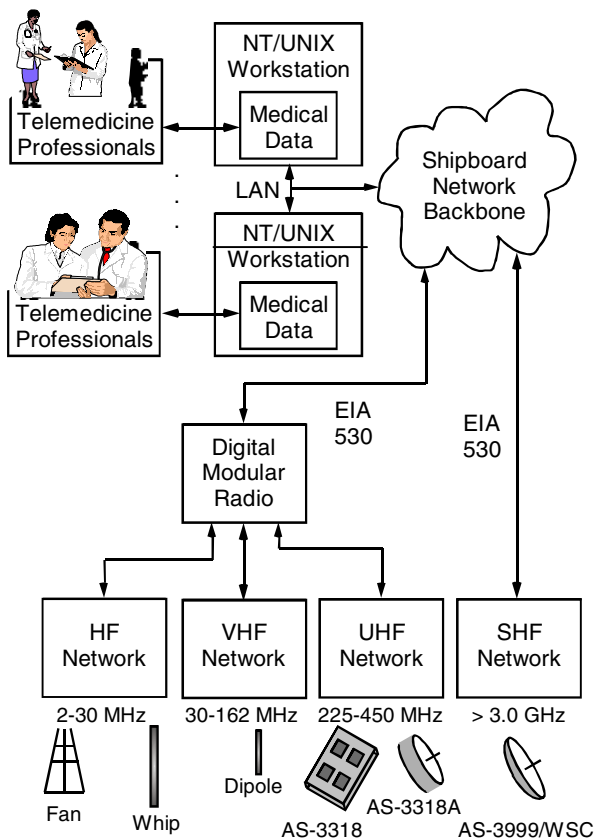 NT/UNIX
Workstation
Medical
Data
Telemedicine
Professionals
LAN
Shipboard
Network
Backbone
NT/UNIX
Workstation
Medical
Data
Telemedicine
Professionals
EIA
530
EIA
530
Digital
Modular
Radio
HF
Network
VHF
Network
UHF
Network
SHF
Network
2-30 MHz
30-162 MHz
225-450 MHz
> 3.0 GHz
Fan
Whip
Dipole
AS-3318
AS-3318A
AS-3999/WSC